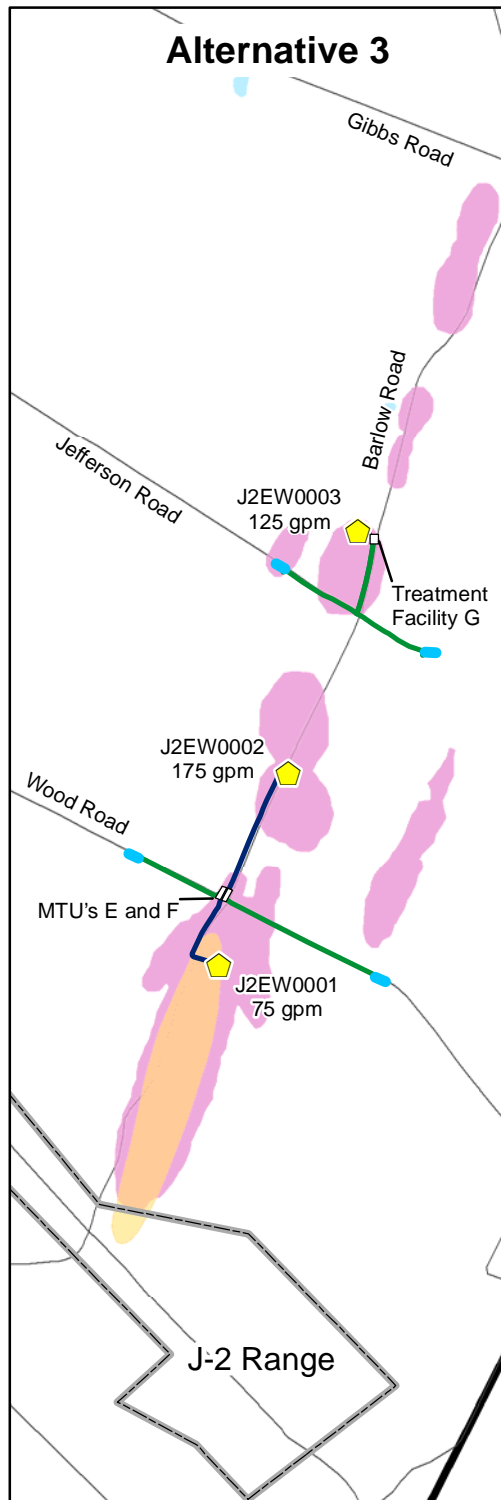 Alternative 3
Gibbs Road
Barlow Road
Jefferson Road
J2EW0003
125 gpm
Treatment
Facility G
J2EW0002
175 gpm
Wood Road
MTU's E and F
J2EW0001
75 gpm
J-2 Range